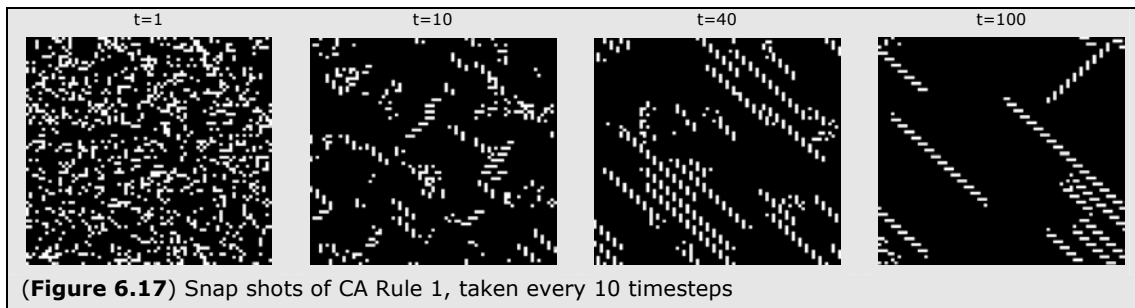 t=1 t=10 t=40 t=100
(Figure 6.17) Snap shots of CA Rule 1, taken every 10 timesteps